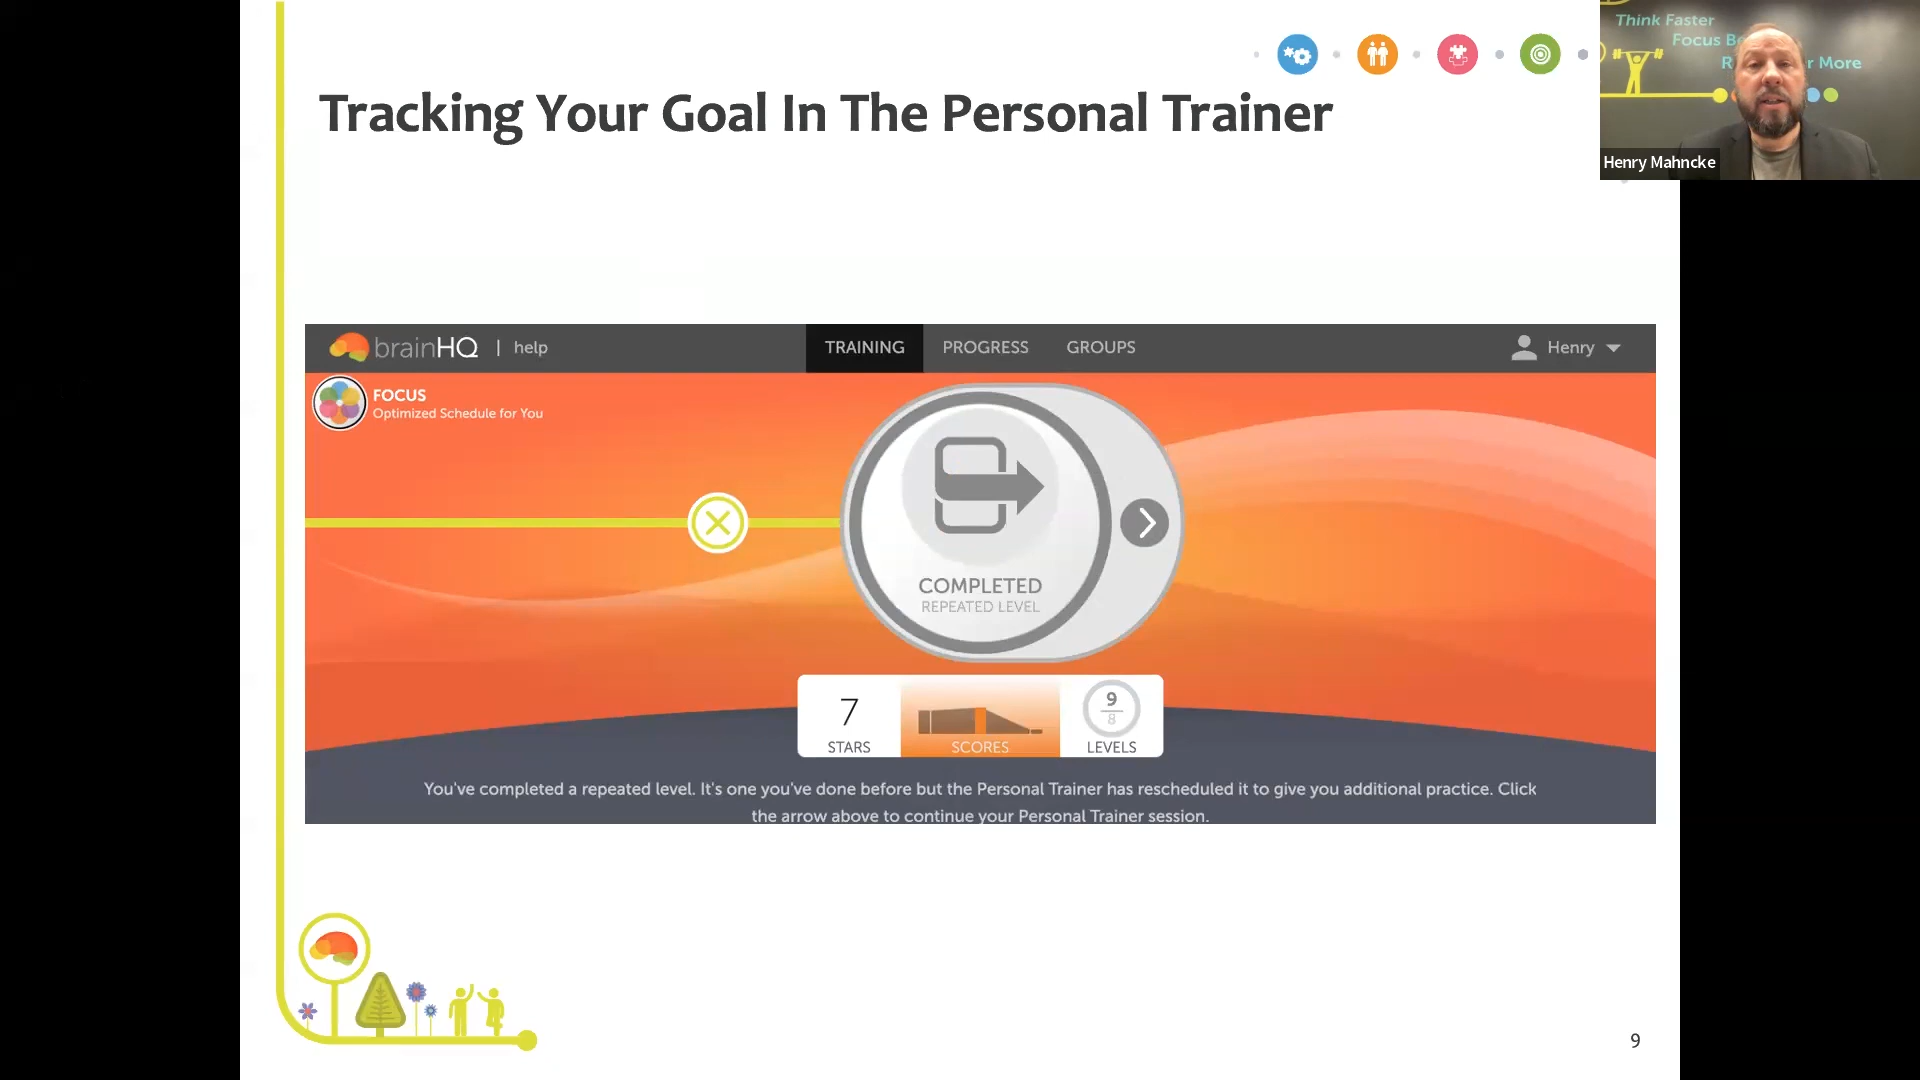 Tracking Your Goal In The Personal Trainer
Think Faster
Focus Be
R r More
Henry Mahncke
brainHQ | help
TRAINING
PROGRESS
GROUPS
Henry
FOCUS
Optimized Schedule for You
COMPLETED
REPEATED LEVEL
7
STARS
SCORES
9
8
LEVELS
You've completed a repeated level. It's one you've done before but the Personal Trainer has rescheduled it to give you additional practice. Click
the arrow above to continue your Personal Trainer session.
9